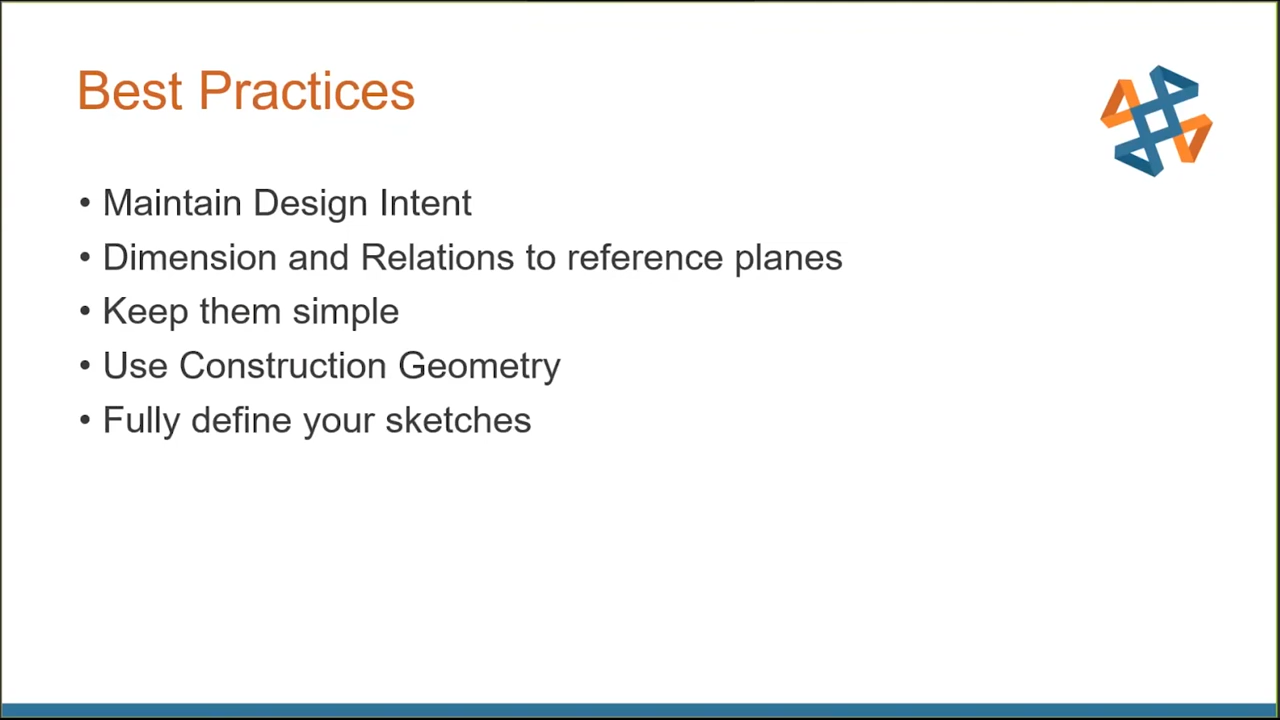 Best Practices
• Maintain Design Intent
• Dimension and Relations to reference planes
• Keep them simple
• Use Construction Geometry
• Fully define your sketches